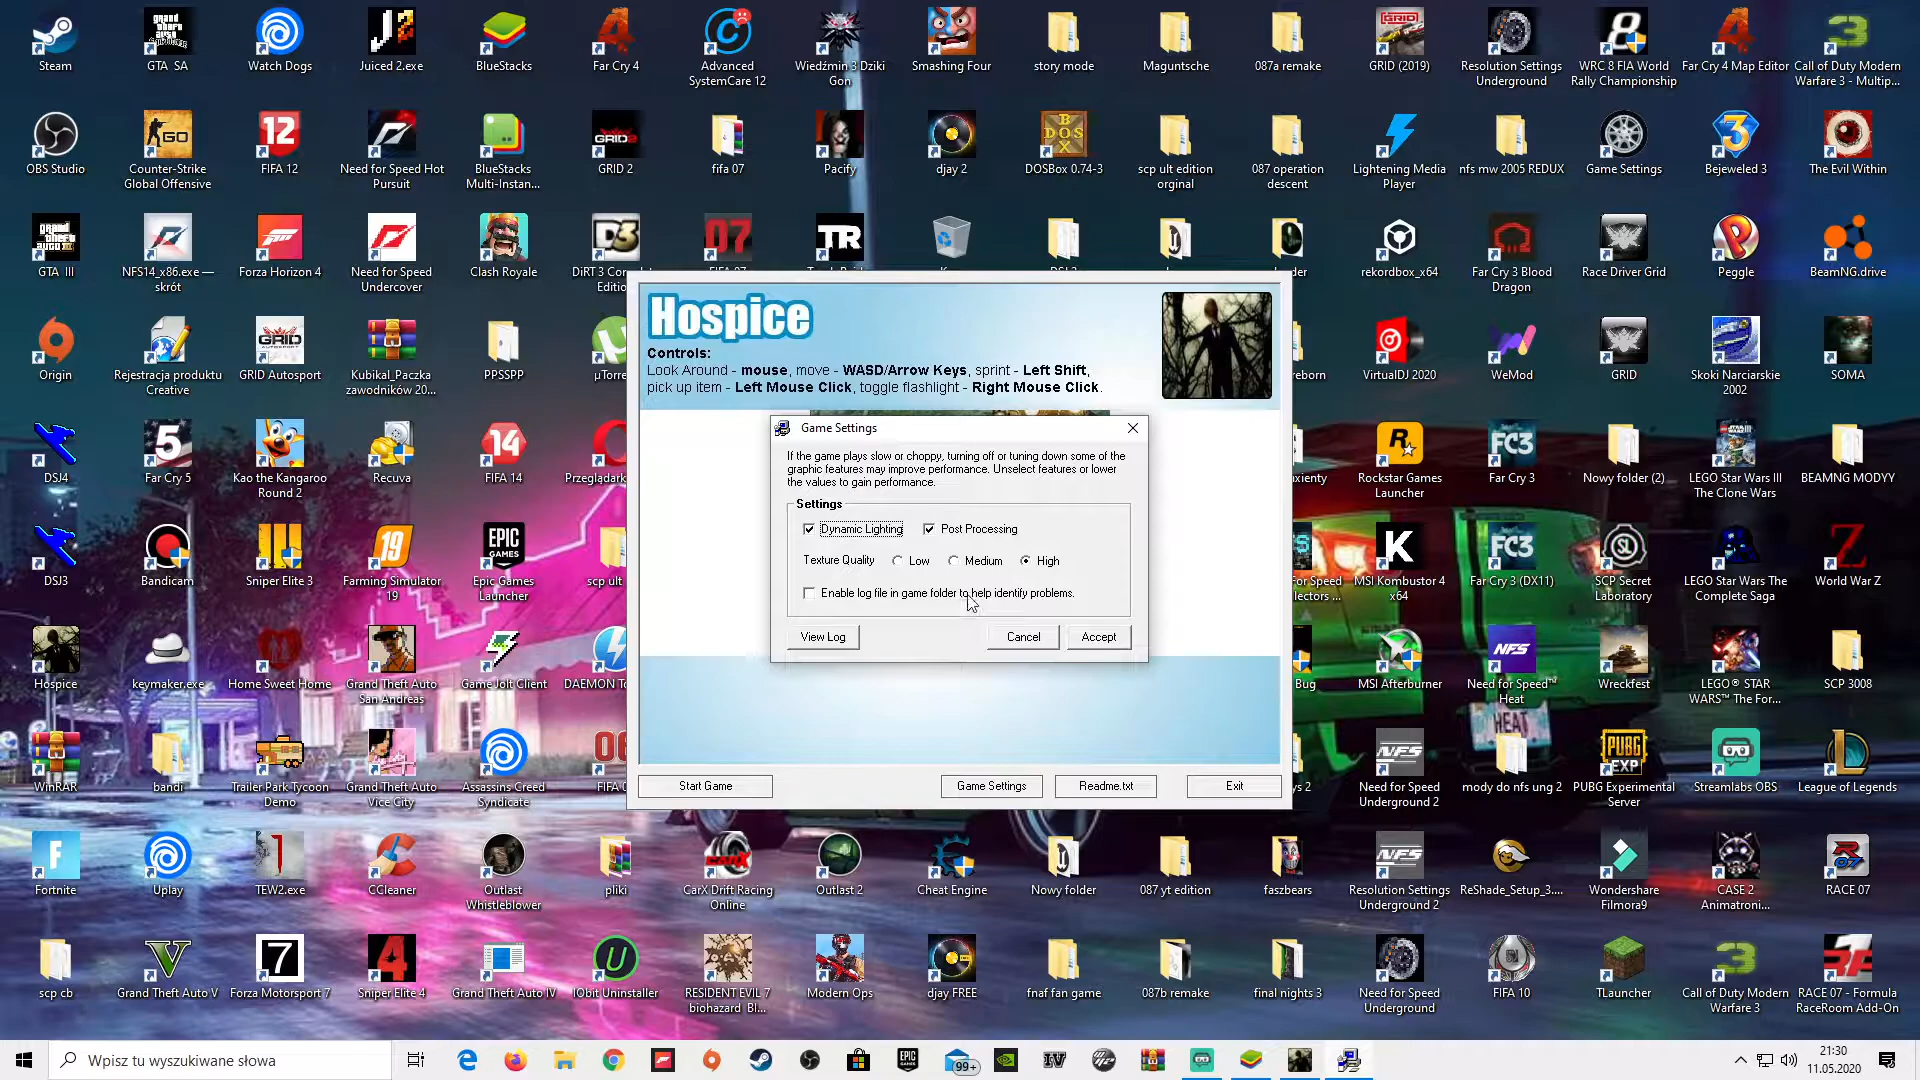 Steam
GTA SA
Watch Dogs
Juiced 2.exe
BlueStacks
Far Cry 4
Advanced
SystemCare 12
Wiedźmin 3 Dziki
Gon
Smashing Four
story mode
Maguntsche
087a remake
GRID (2019)
Resolution Settings
Underground
WRC 8 FIA World
Rally Championship
Far Cry 4 Map Editor
Call of Duty Modern
Warfare 3 - Multip...
OBS Studio
Counter-Strike
Global Offensive
FIFA 12
Need for Speed Hot
Pursuit
BlueStacks
Multi-Instan...
GRID 2
fifa 07
Pacify
djay 2
DOSBox 0.74-3
scp ult edition
orginal
087 operation
descent
Lightening Media
Player
nfs mw 2005 REDUX
Game Settings
Bejeweled 3
The Evil Within
GTA III
NFS14_x86.exe —
skrót
Forza Horizon 4
Need for Speed
Undercover
Clash Royale
rekordbox_x64
Far Cry 3 Blood
Dragon
Race Driver Grid
Peggle
BeamNG.drive
Hospice
Controls:
Look Around - mouse, move - WASD/Arrow Keys, sprint - Left Shift,
pick up item - Left Mouse Click, toggle flashlight - Right Mouse Click.
Origin
Rejestracja produktu
Creative
GRID Autosport
Kubikal_Paczka
zawodników 20...
PPSSPP
µTorre
eborn
VirtualDJ 2020
WeMod
GRID
Skoki Narciarskie
2002
SOMA
Game Settings
If the game plays slow or choppy, turning off or tuning down some of the
graphic features may improve performance. Unselect features or lower
the values to gain performance.
Settings
Dynamic Lighting
Post Processing
Texture Quality
Low
Medium
High
Enable log file in game folder to help identify problems.
View Log
Cancel
Accept
DSJ4
Far Cry 5
Kao the Kangaroo
Round 2
Recuva
FIFA 14
Przeglądark
xienty
Rockstar Games
Launcher
Far Cry 3
Nowy folder (2)
LEGO Star Wars III
The Clone Wars
BEAMNG MODYY
DSJ3
Bandicam
Sniper Elite 3
Farming Simulator
19
Epic Games
Launcher
scp ult
For Speed
lectors ...
MSI Kombustor 4
x64
Far Cry 3 (DX11)
SCP Secret
Laboratory
LEGO Star Wars The
Complete Saga
World War Z
Hospice
keymaker.exe
Home Sweet Home
Grand Theft Auto
San Andreas
Game Jolt Client
DAEMON To
Bug
MSI Afterburner
Need for Speed™
Heat
Wreckfest
LEGO® STAR
WARS™ The For...
SCP 3008
WinRAR
bandi
Trailer Park Tycoon
Demo
Grand Theft Auto
Vice City
Assassins Creed
Syndicate
FIFA 0
Start Game
Game Settings
Readme.txt
Exit
ys 2
Need for Speed
Underground 2
mody do nfs ung 2
PUBG Experimental
Server
Streamlabs OBS
League of Legends
Fortnite
Uplay
TEW2.exe
CCleaner
Outlast
Whistleblower
pliki
CarX Drift Racing
Online
Outlast 2
Cheat Engine
Nowy folder
087 yt edition
faszbears
Resolution Settings
Underground 2
ReShade_Setup_3....
Wondershare
Filmora9
CASE 2
Animatroni...
RACE 07
scp cb
Grand Theft Auto V
Forza Motorsport 7
Sniper Elite 4
Grand Theft Auto IV
IObit Uninstaller
RESIDENT EVIL 7
biohazard Bi...
Modern Ops
djay FREE
fnaf fan game
087b remake
final nights 3
Need for Speed
Underground
FIFA 10
TLauncher
Call of Duty Modern
Warfare 3
RACE 07 - Formula
RaceRoom Add-On
Wpisz tu wyszukiwane słowa
99+
21:30
11.05.2020